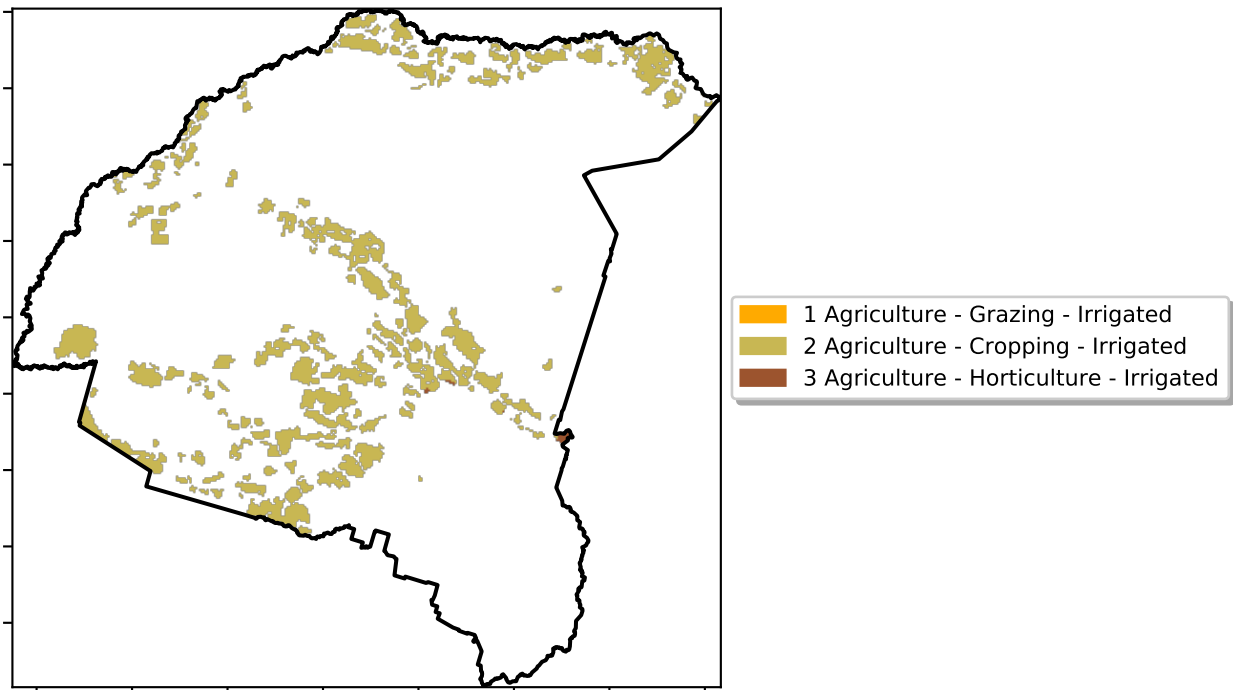 1 Agriculture - Grazing - Irrigated
2 Agriculture - Cropping - Irrigated
3 Agriculture - Horticulture - Irrigated